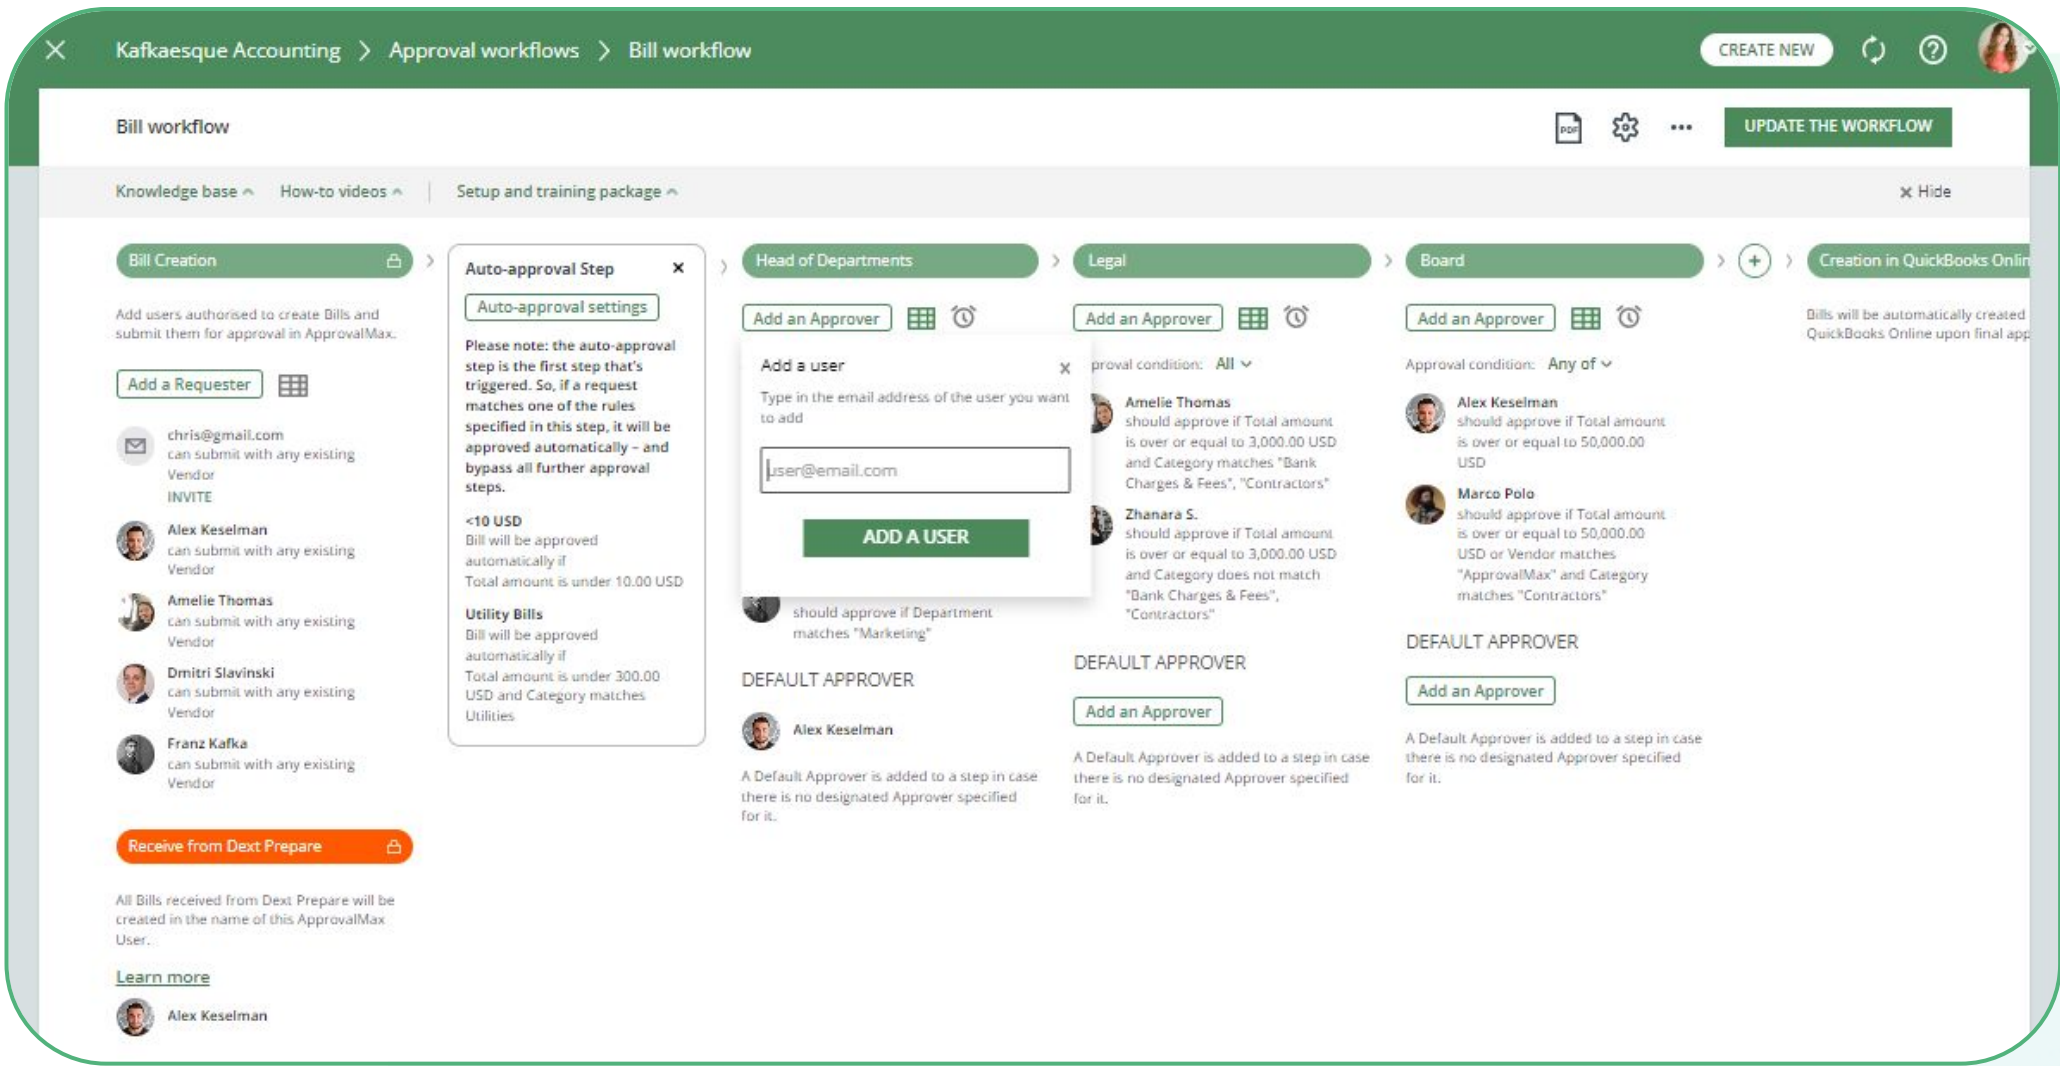 Kafkaesque Accounting > Approval workflows > Bill workflow
CREATE NEW
Bill workflow
PDF
UPDATE THE WORKFLOW
Knowledge base
How-to videos
Setup and training package
Hide
Bill Creation
Add users authorised to create Bills and
submit them for approval in ApprovalMax.
Add a Requester
chris@gmail.com
can submit with any existing
Vendor
INVITE
Alex Keselman
can submit with any existing
Vendor
Amelie Thomas
can submit with any existing
Vendor
Dmitri Slavinski
can submit with any existing
Vendor
Franz Kafka
can submit with any existing
Vendor
Receive from Dext Prepare
All Bills received from Dext Prepare will be
created in the name of this ApprovalMax
User.
Learn more
Alex Keselman
Auto-approval Step
Auto-approval settings
Please note: the auto-approval
step is the first step that's
triggered. So, if a request
matches one of the rules
specified in this step, it will be
approved automatically – and
bypass all further approval
steps.
<10 USD
Bill will be approved
automatically if
Total amount is under 10.00 USD
Utility Bills
Bill will be approved
automatically if
Total amount is under 300.00
USD and Category matches
Utilities
Head of Departments
Add an Approver
Add a user
Type in the email address of the user you want
to add
user@email.com
ADD A USER
should approve if Department
matches "Marketing"
DEFAULT APPROVER
Alex Keselman
A Default Approver is added to a step in case
there is no designated Approver specified
for it.
Legal
Add an Approver
proval condition: All
Amelie Thomas
should approve if Total amount
is over or equal to 3,000.00 USD
and Category matches "Bank
Charges & Fees", "Contractors"
Zhanara S.
should approve if Total amount
is over or equal to 3,000.00 USD
and Category does not match
"Bank Charges & Fees",
"Contractors"
DEFAULT APPROVER
Add an Approver
A Default Approver is added to a step in case
there is no designated Approver specified
for it.
Board
Add an Approver
Approval condition: Any of
Alex Keselman
should approve if Total amount
is over or equal to 50,000.00
USD
Marco Polo
should approve if Total amount
is over or equal to 50,000.00
USD or Vendor matches
"ApprovalMax" and Category
matches "Contractors"
DEFAULT APPROVER
Add an Approver
A Default Approver is added to a step in case
there is no designated Approver specified
for it.
Creation in QuickBooks Onlin
Bills will be automatically created
QuickBooks Online upon final app